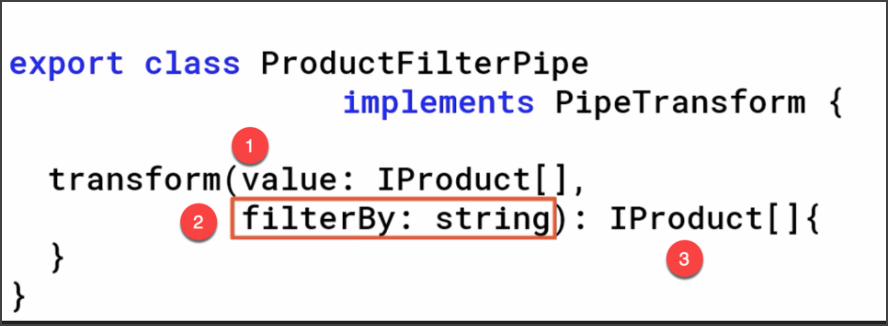 export class ProductFilterPipe
implements PipeTransform {
1
transform(value: IProduct[],
2
filterBy: string): IProduct[]{
}
3
}